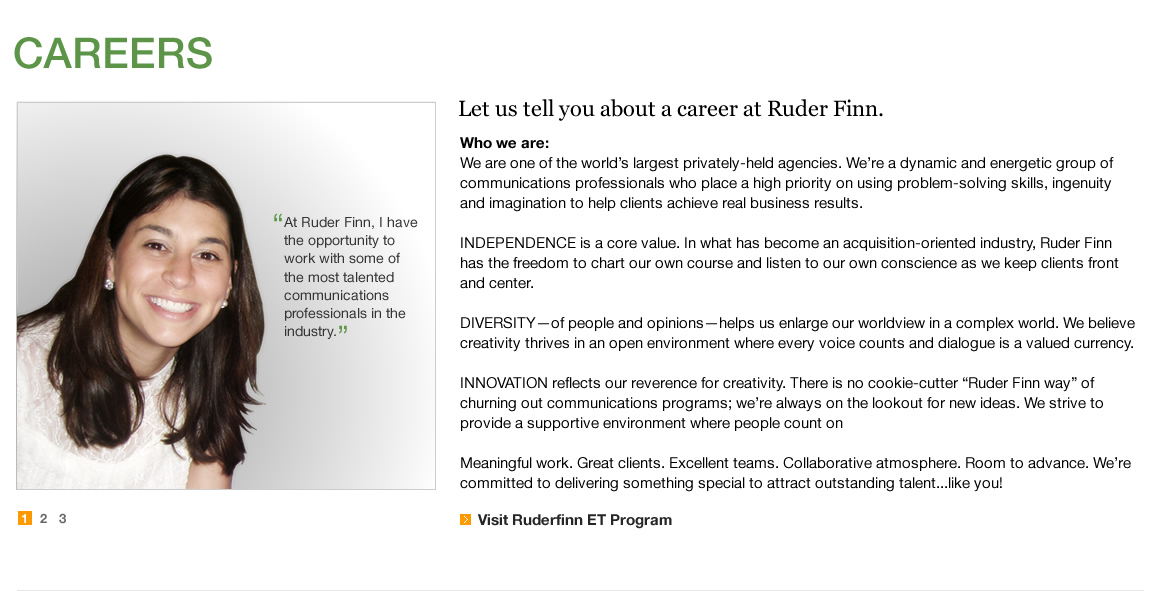 CAREERS
“At Ruder Finn, I have
the opportunity to
work with some of
the most talented
communications
professionals in the
industry.”
1 2 3
Let us tell you about a career at Ruder Finn.
Who we are:
We are one of the world’s largest privately-held agencies. We’re a dynamic and energetic group of
communications professionals who place a high priority on using problem-solving skills, ingenuity
and imagination to help clients achieve real business results.
INDEPENDENCE is a core value. In what has become an acquisition-oriented industry, Ruder Finn
has the freedom to chart our own course and listen to our own conscience as we keep clients front
and center.
DIVERSITY—of people and opinions—helps us enlarge our worldview in a complex world. We believe
creativity thrives in an open environment where every voice counts and dialogue is a valued currency.
INNOVATION reflects our reverence for creativity. There is no cookie-cutter “Ruder Finn way” of
churning out communications programs; we’re always on the lookout for new ideas. We strive to
provide a supportive environment where people count on
Meaningful work. Great clients. Excellent teams. Collaborative atmosphere. Room to advance. We’re
committed to delivering something special to attract outstanding talent...like you!
Visit Ruderfinn ET Program